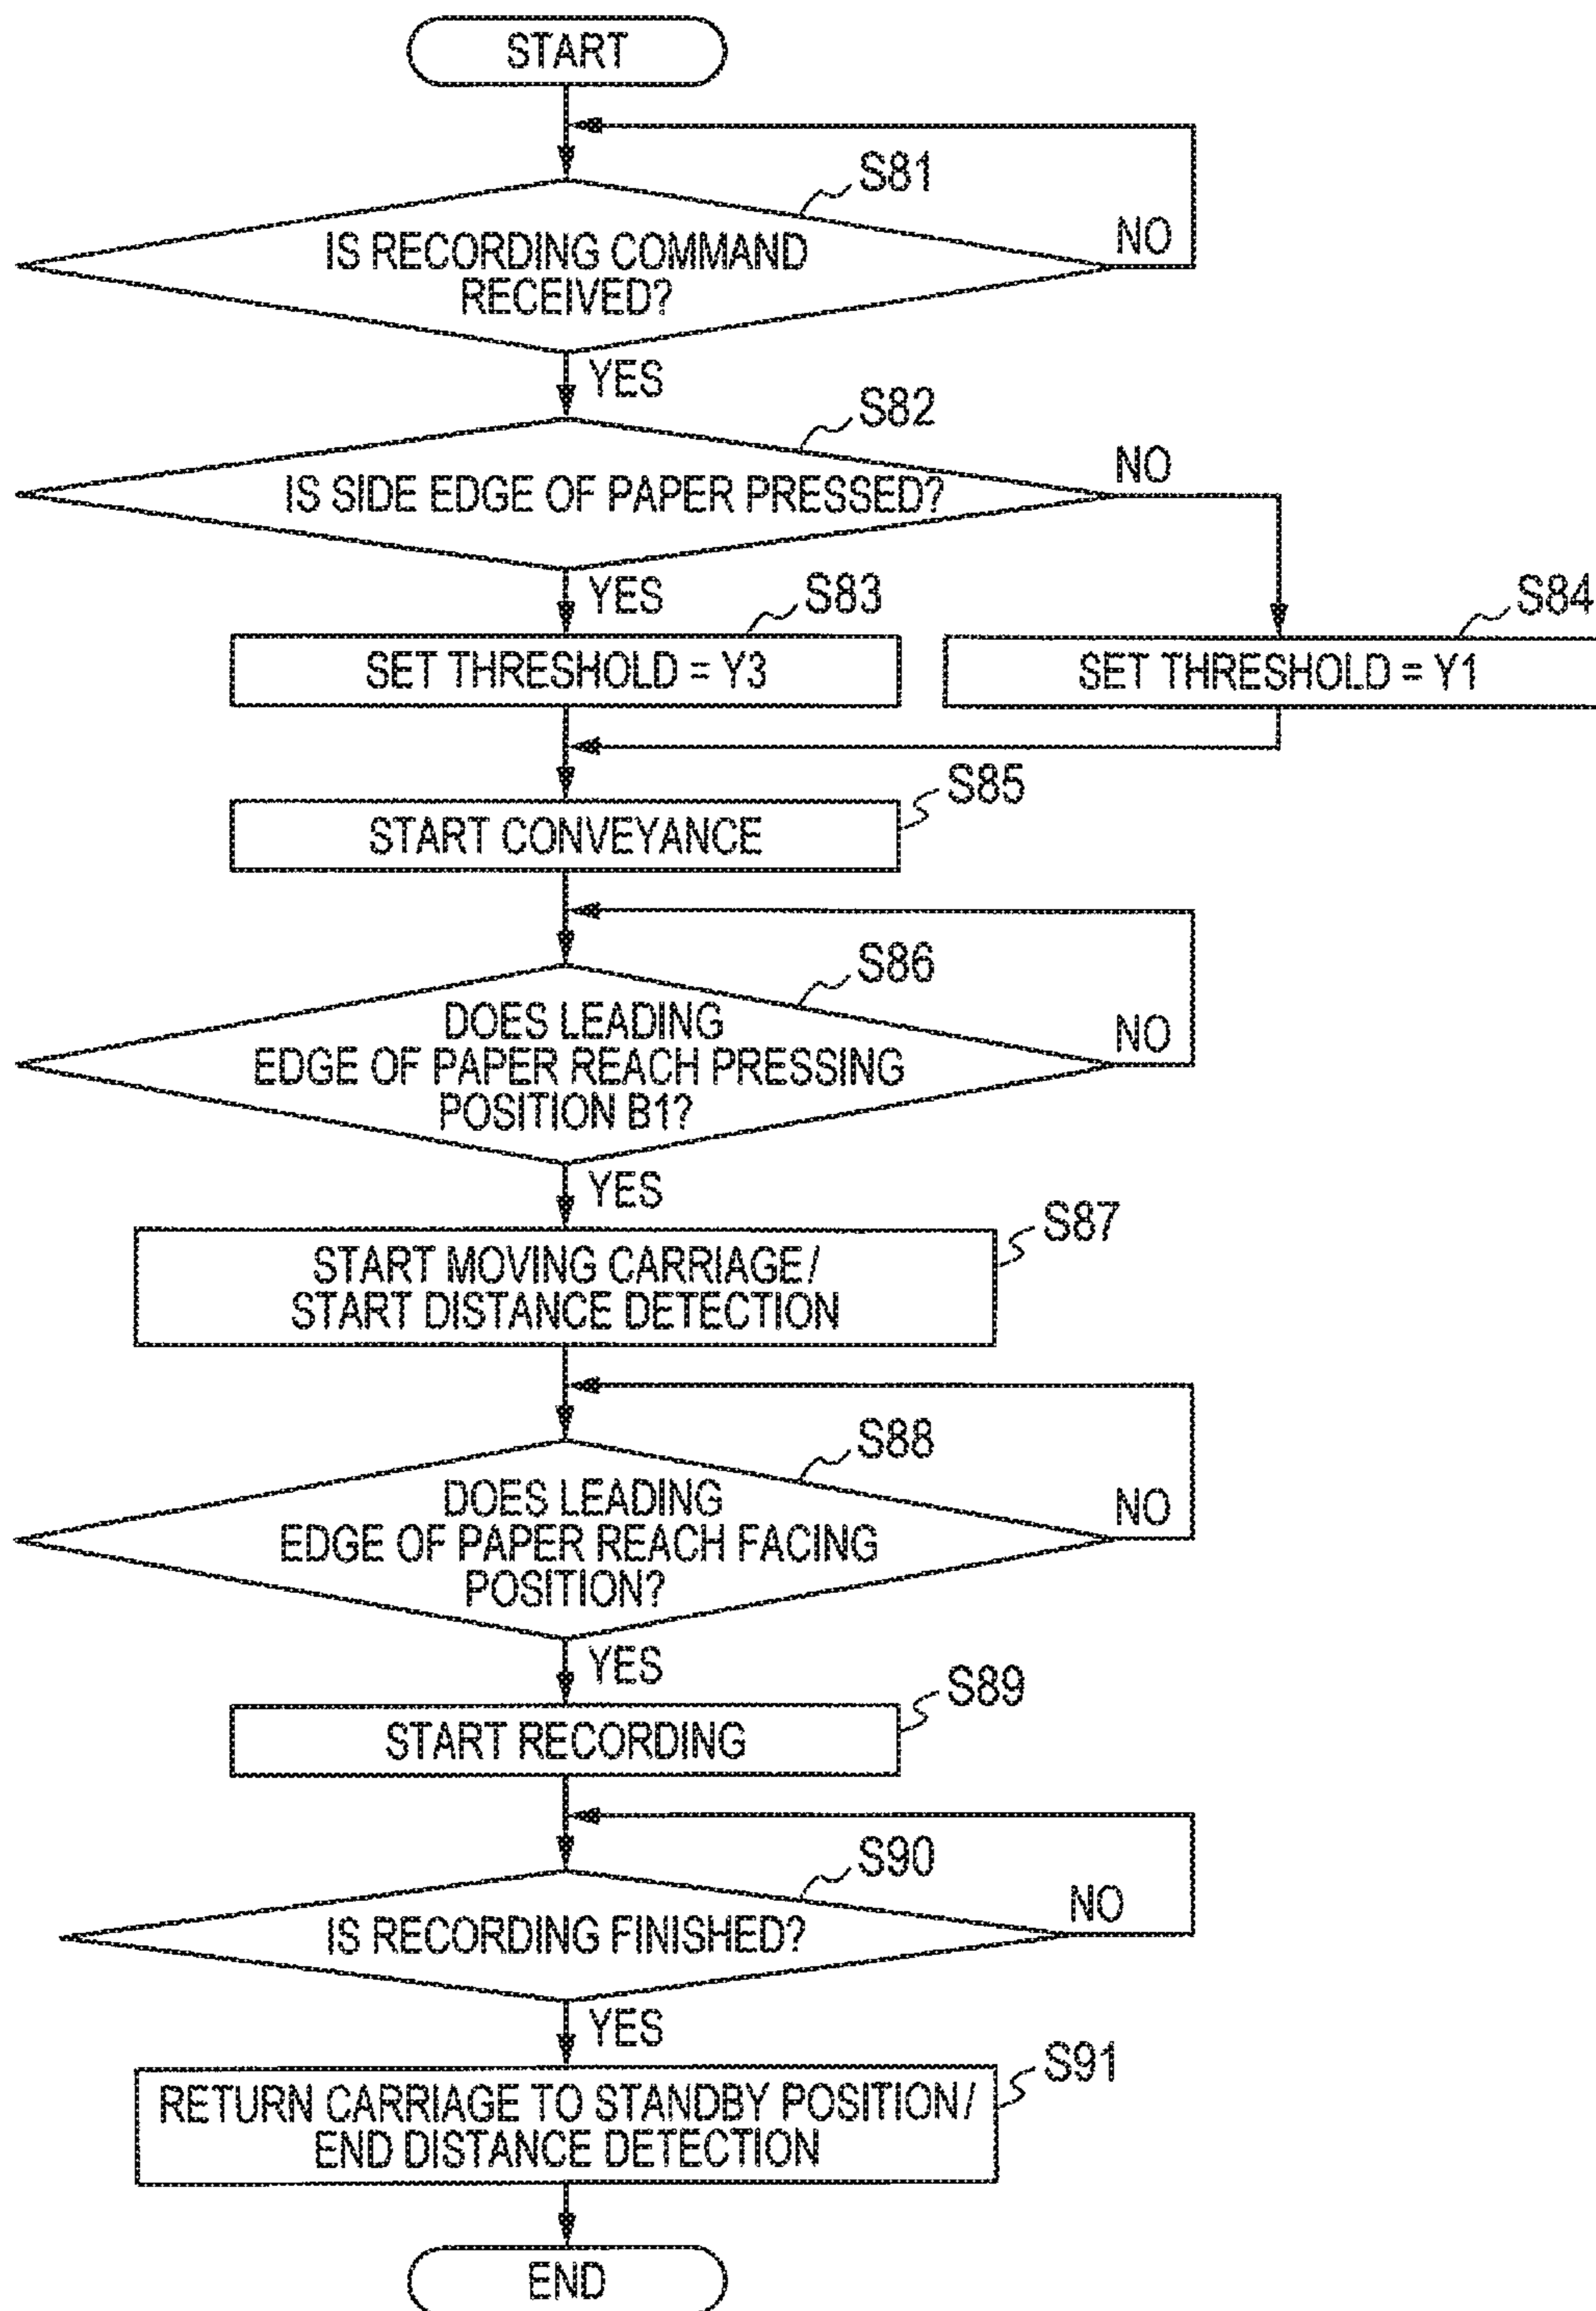 START
S81
NO
IS RECORDING COMMAND
RECEIVED?
YES
S82
NO
IS SIDE EDGE OF PAPER PRESSED?
YES
S83
S84
SET THRESHOLD = Y3
SET THRESHOLD = Y1
S85
START CONVEYANCE
S86
DOES LEADING
NO
EDGE OF PAPER REACH PRESSING
POSITION B1?
YES
S87
START MOVING CARRIAGE/
START DISTANCE DETECTION
S88
DOES LEADING
NO
EDGE OF PAPER REACH FACING
POSITION?
YES
S89
START RECORDING
S90
NO
IS RECORDING FINISHED?
YES
S91
RETURN CARRIAGE TO STANDBY POSITION/
END DISTANCE DETECTION
END